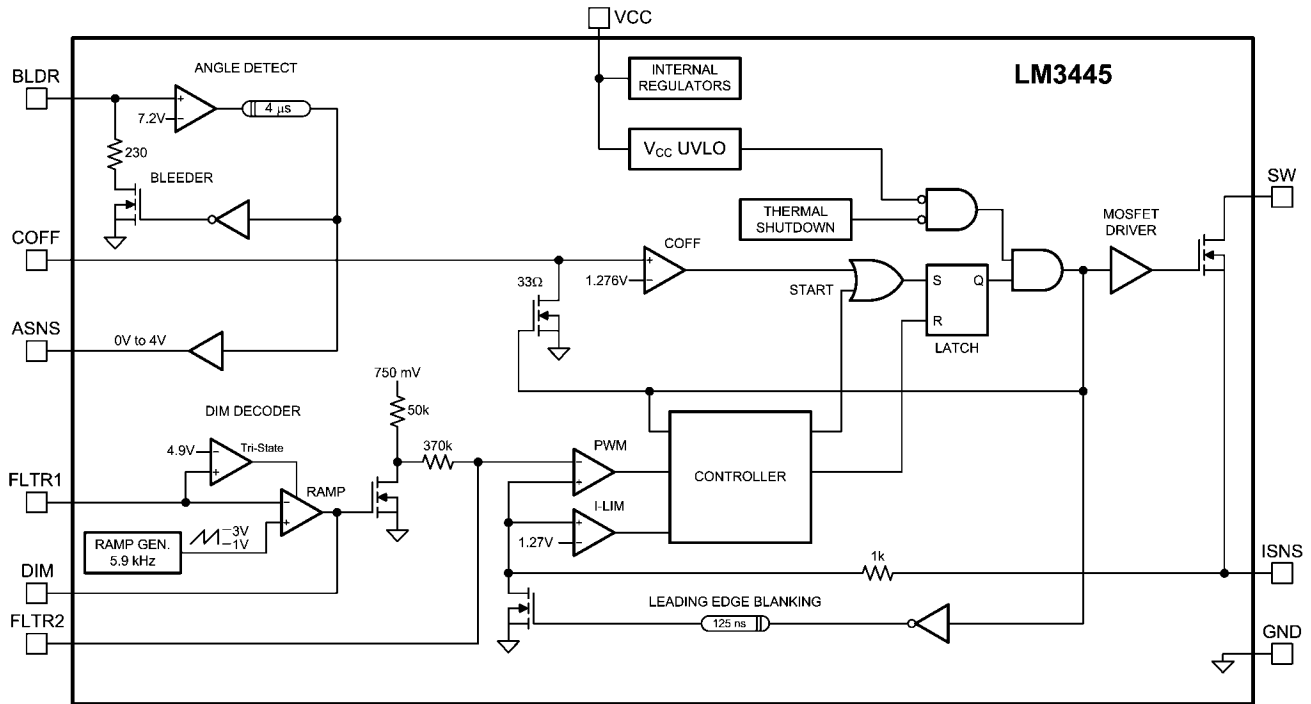 VCC
LM3445
BLDR
ANGLE DETECT
INTERNAL
REGULATORS
4 µs
7.2V
230
VCC UVLO
BLEEDER
SW
THERMAL
SHUTDOWN
MOSFET
DRIVER
COFF
COFF
1.276V
33Ω
START
S
Q
R
LATCH
ASNS
0V to 4V
750 mV
50k
DIM DECODER
Tri-State
4.9V
370k
PWM
CONTROLLER
FLTR1
RAMP
I-LIM
1.27V
RAMP GEN.
5.9 kHz
3V
1V
1k
ISNS
DIM
LEADING EDGE BLANKING
125 ns
FLTR2
GND